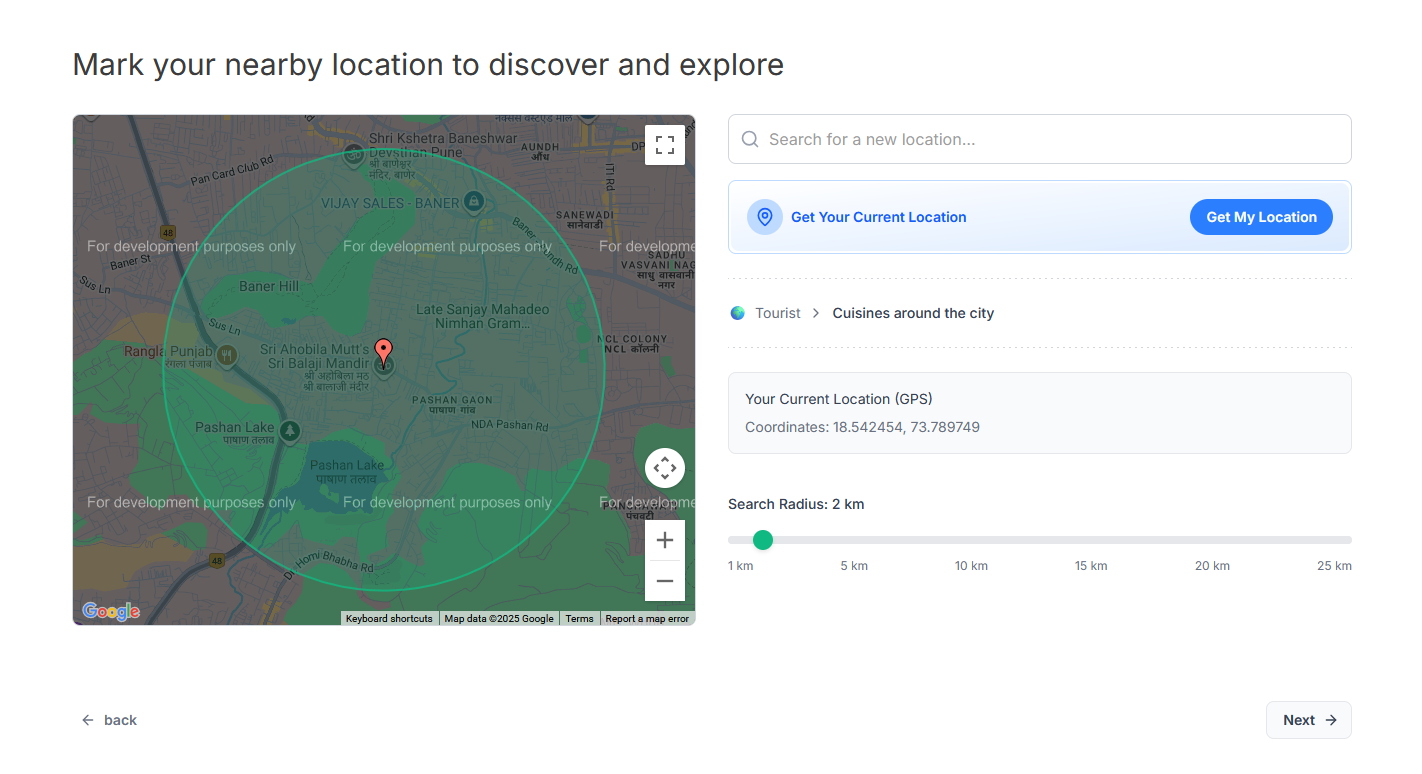 Mark your nearby location to discover and explore
Shri Kshetra Baneshwar
Devsthan Pune
श्री बाणेश्वर
मंदिर, बाणेर
AUNDH
औंध
ITI Rd
Pan Card Club Rd
VIJAY SALES - BANER
SANEWADI
सानेवाडी
48
For development purposes only
For development purposes only
For developme
Baner St
Sus Ln
SADHU
VASVANI NAG
साधु वासवानी
नगर
Baner Hill
Late Sanjay Mahadeo
Nimhan Gram...
Sus Ln
NCL COLONY
NCL कॉलनी
Rangla Punjab
रंगला पंजाब
Sri Ahobila Mutt's
Sri Balaji Mandir
श्री अहोबिला मठ
श्री बालाजी मंदीर
PASHAN GAON
पाषाण गांव
NDA Pashan Rd
Pashan Lake
पाषाण तलाव
Pashan Lake
पाषाण तलाव
For development purposes only
For development purposes only
For developme
पंचवटी
48
Dr Homi Bhabha Rd
Google
Keyboard shortcuts
Map data ©2025 Google
Terms
Report a map error
Search for a new location...
Get Your Current Location
Get My Location
Tourist > Cuisines around the city
Your Current Location (GPS)
Coordinates: 18.542454, 73.789749
Search Radius: 2 km
1 km 5 km 10 km 15 km 20 km 25 km
← back
Next →